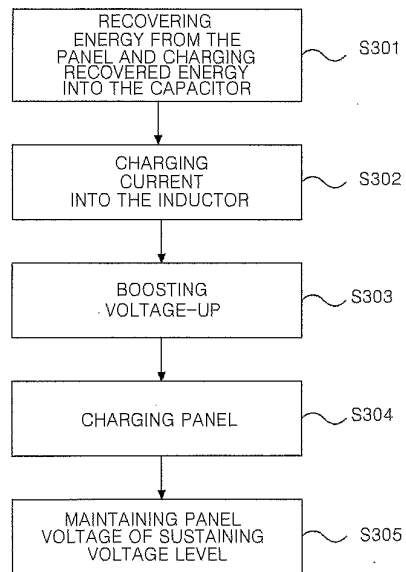 RECOVERING
ENERGY FROM THE
PANEL AND CHARGING
RECOVERED ENERGY
INTO THE CAPACITOR
S301
CHARGING
CURRENT
INTO THE INDUCTOR
S302
BOOSTING
VOLTAGE-UP
S303
CHARGING PANEL
S304
MAINTAINING PANEL
VOLTAGE OF SUSTAINING
VOLTAGE LEVEL
S305